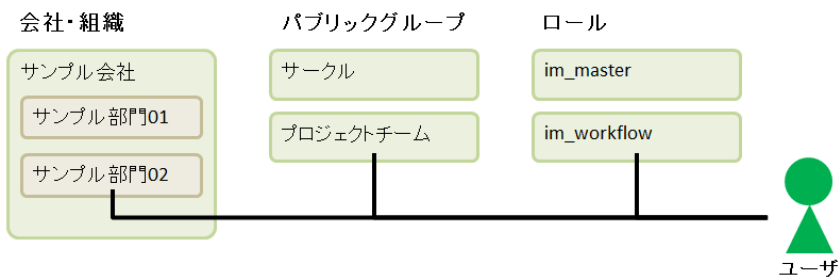 会社・組織
パブリックグループ
ロール
サンプル会社
サークル
im_master
サンプル部門01
プロジェクトチーム
im_workflow
サンプル部門02
ユーザ